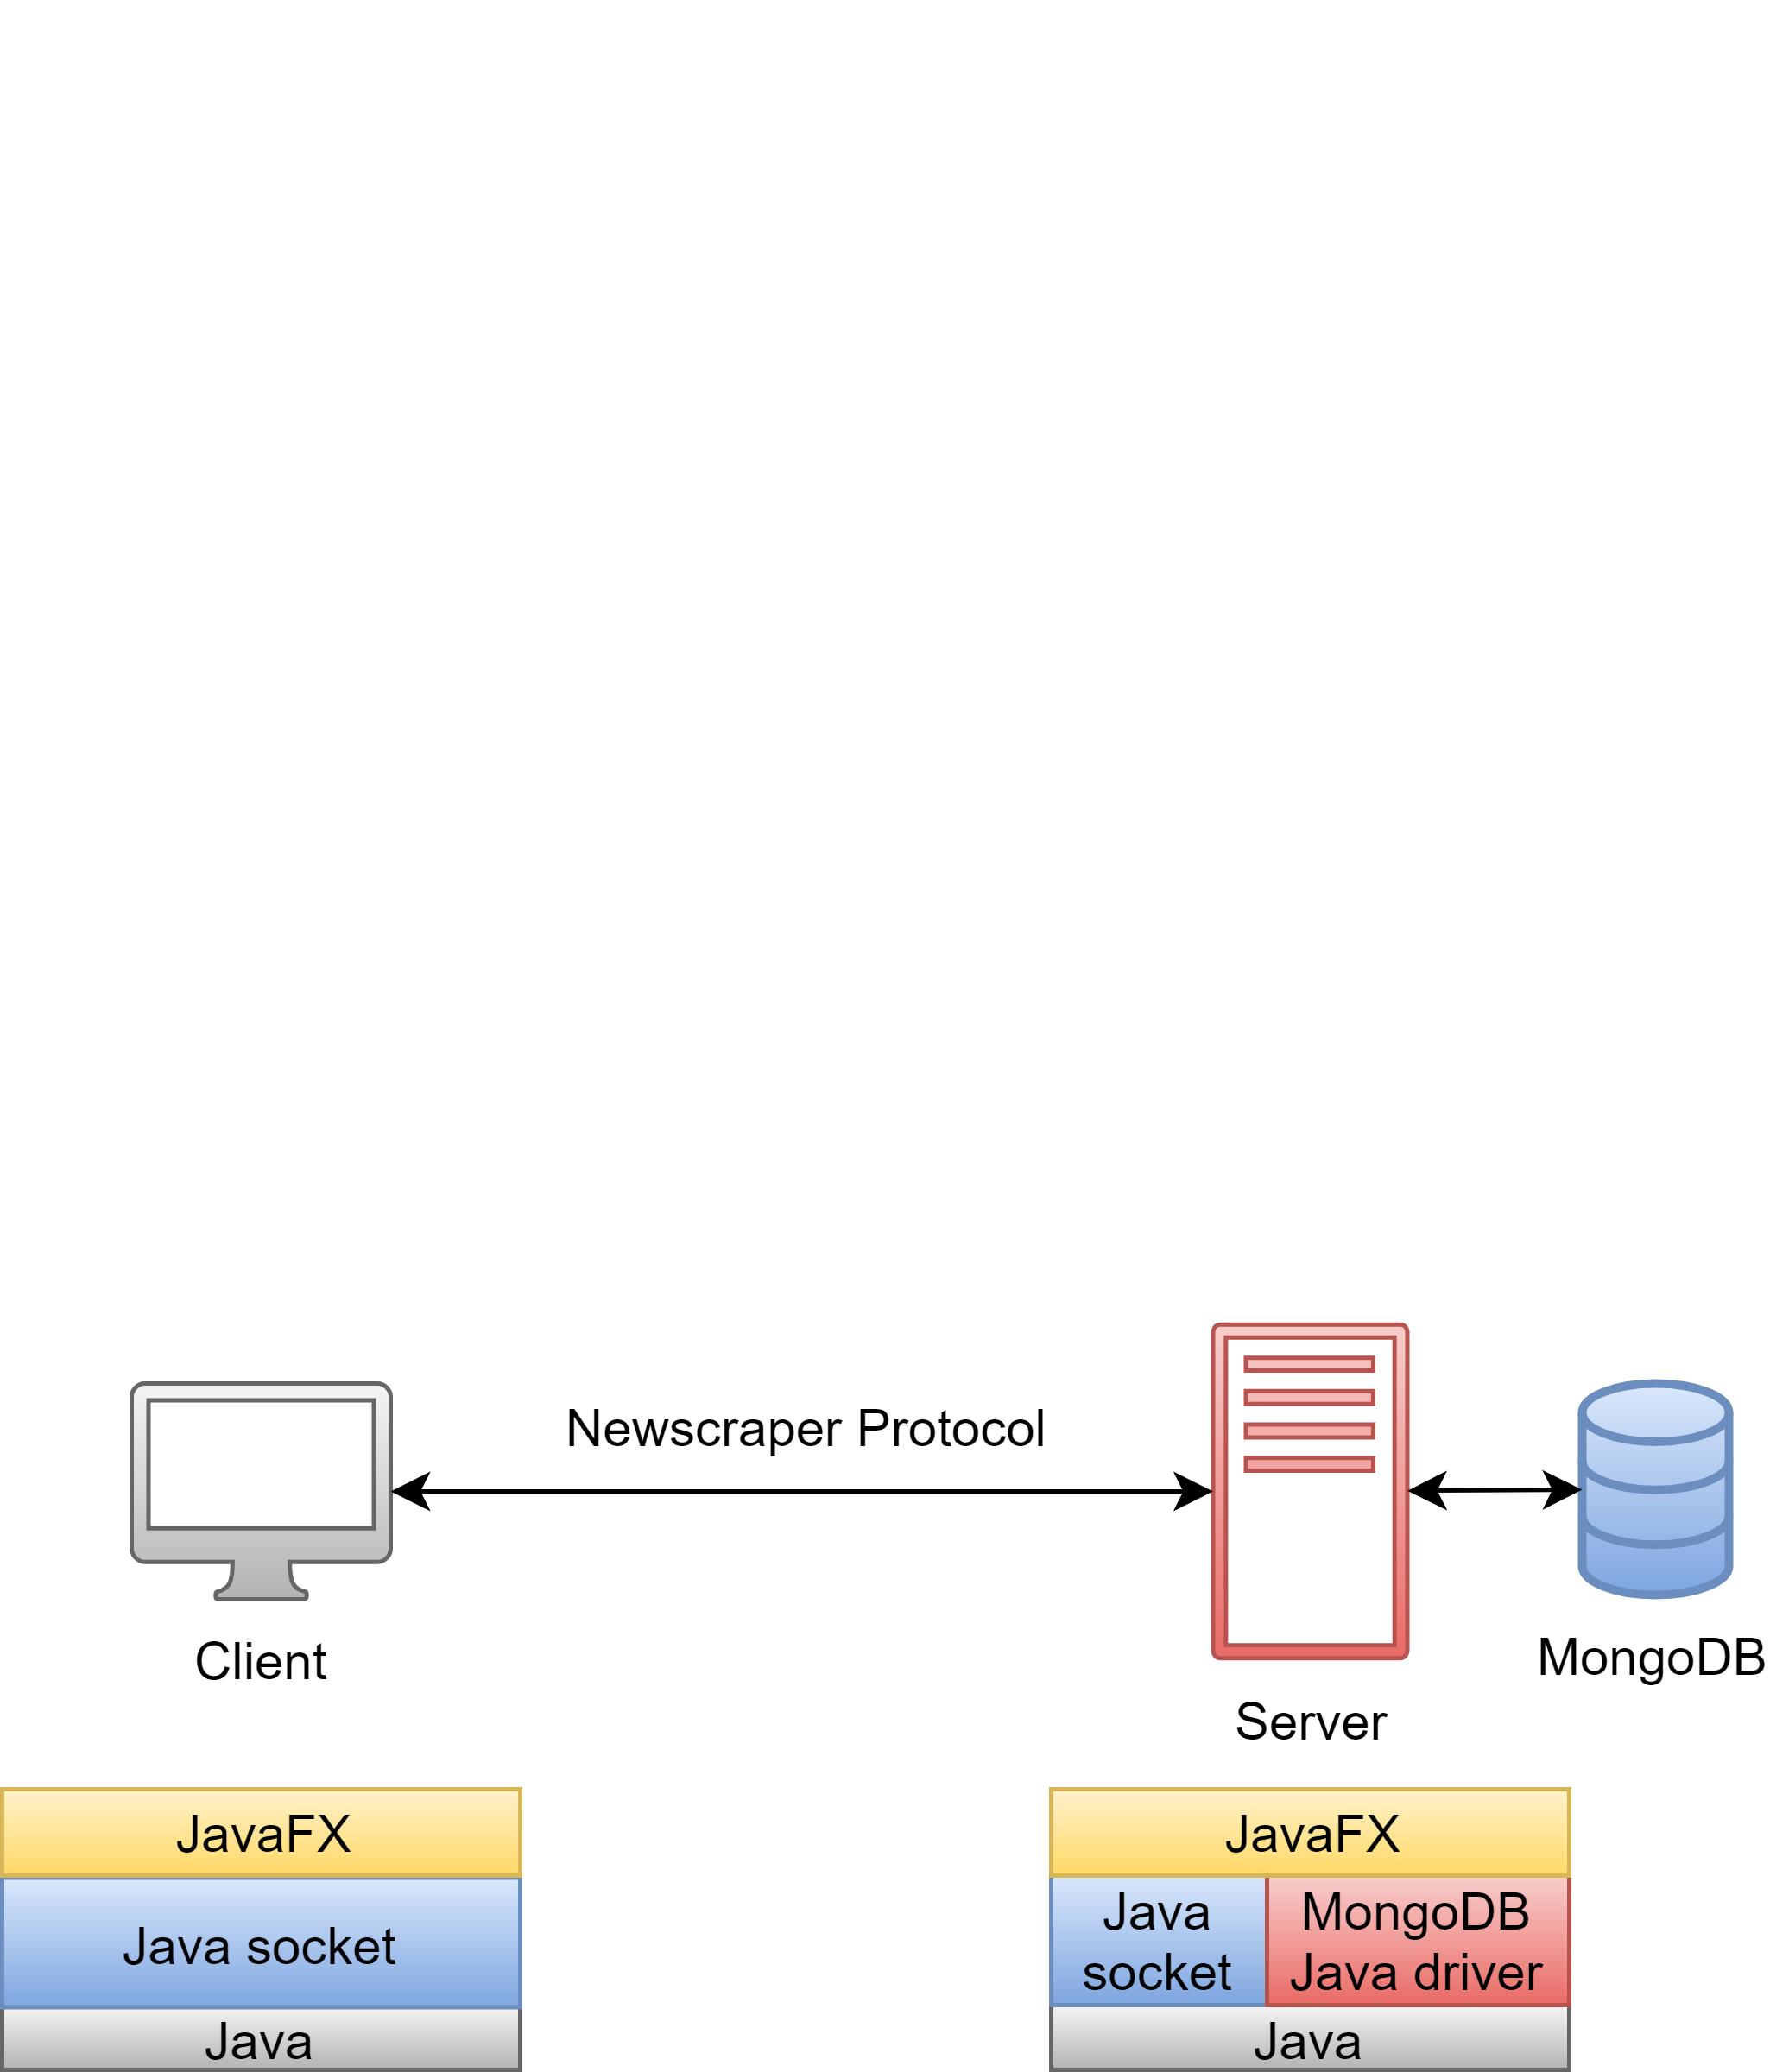 Newscraper Protocol
Client
MongoDB
Server
JavaFX
Java socket
Java
JavaFX
Java
socket
MongoDB
Java driver
Java